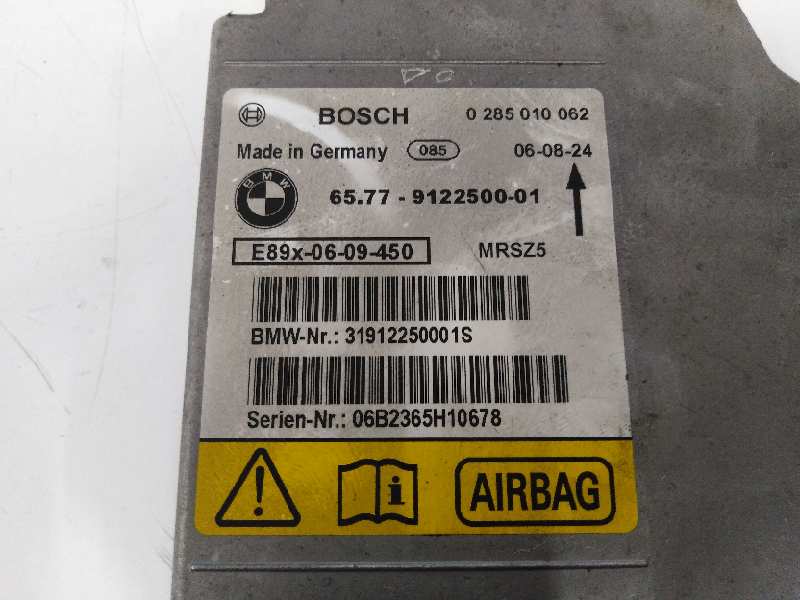 BOSCH 0 285 010 062
Made in Germany 085 06-08-24
BMW 65.77 - 9122500-01
E89x-06-09-450 MRSZ5
BMW-Nr.: 31912250001S
Serien-Nr.: 06B2365H10678
AIRBAG